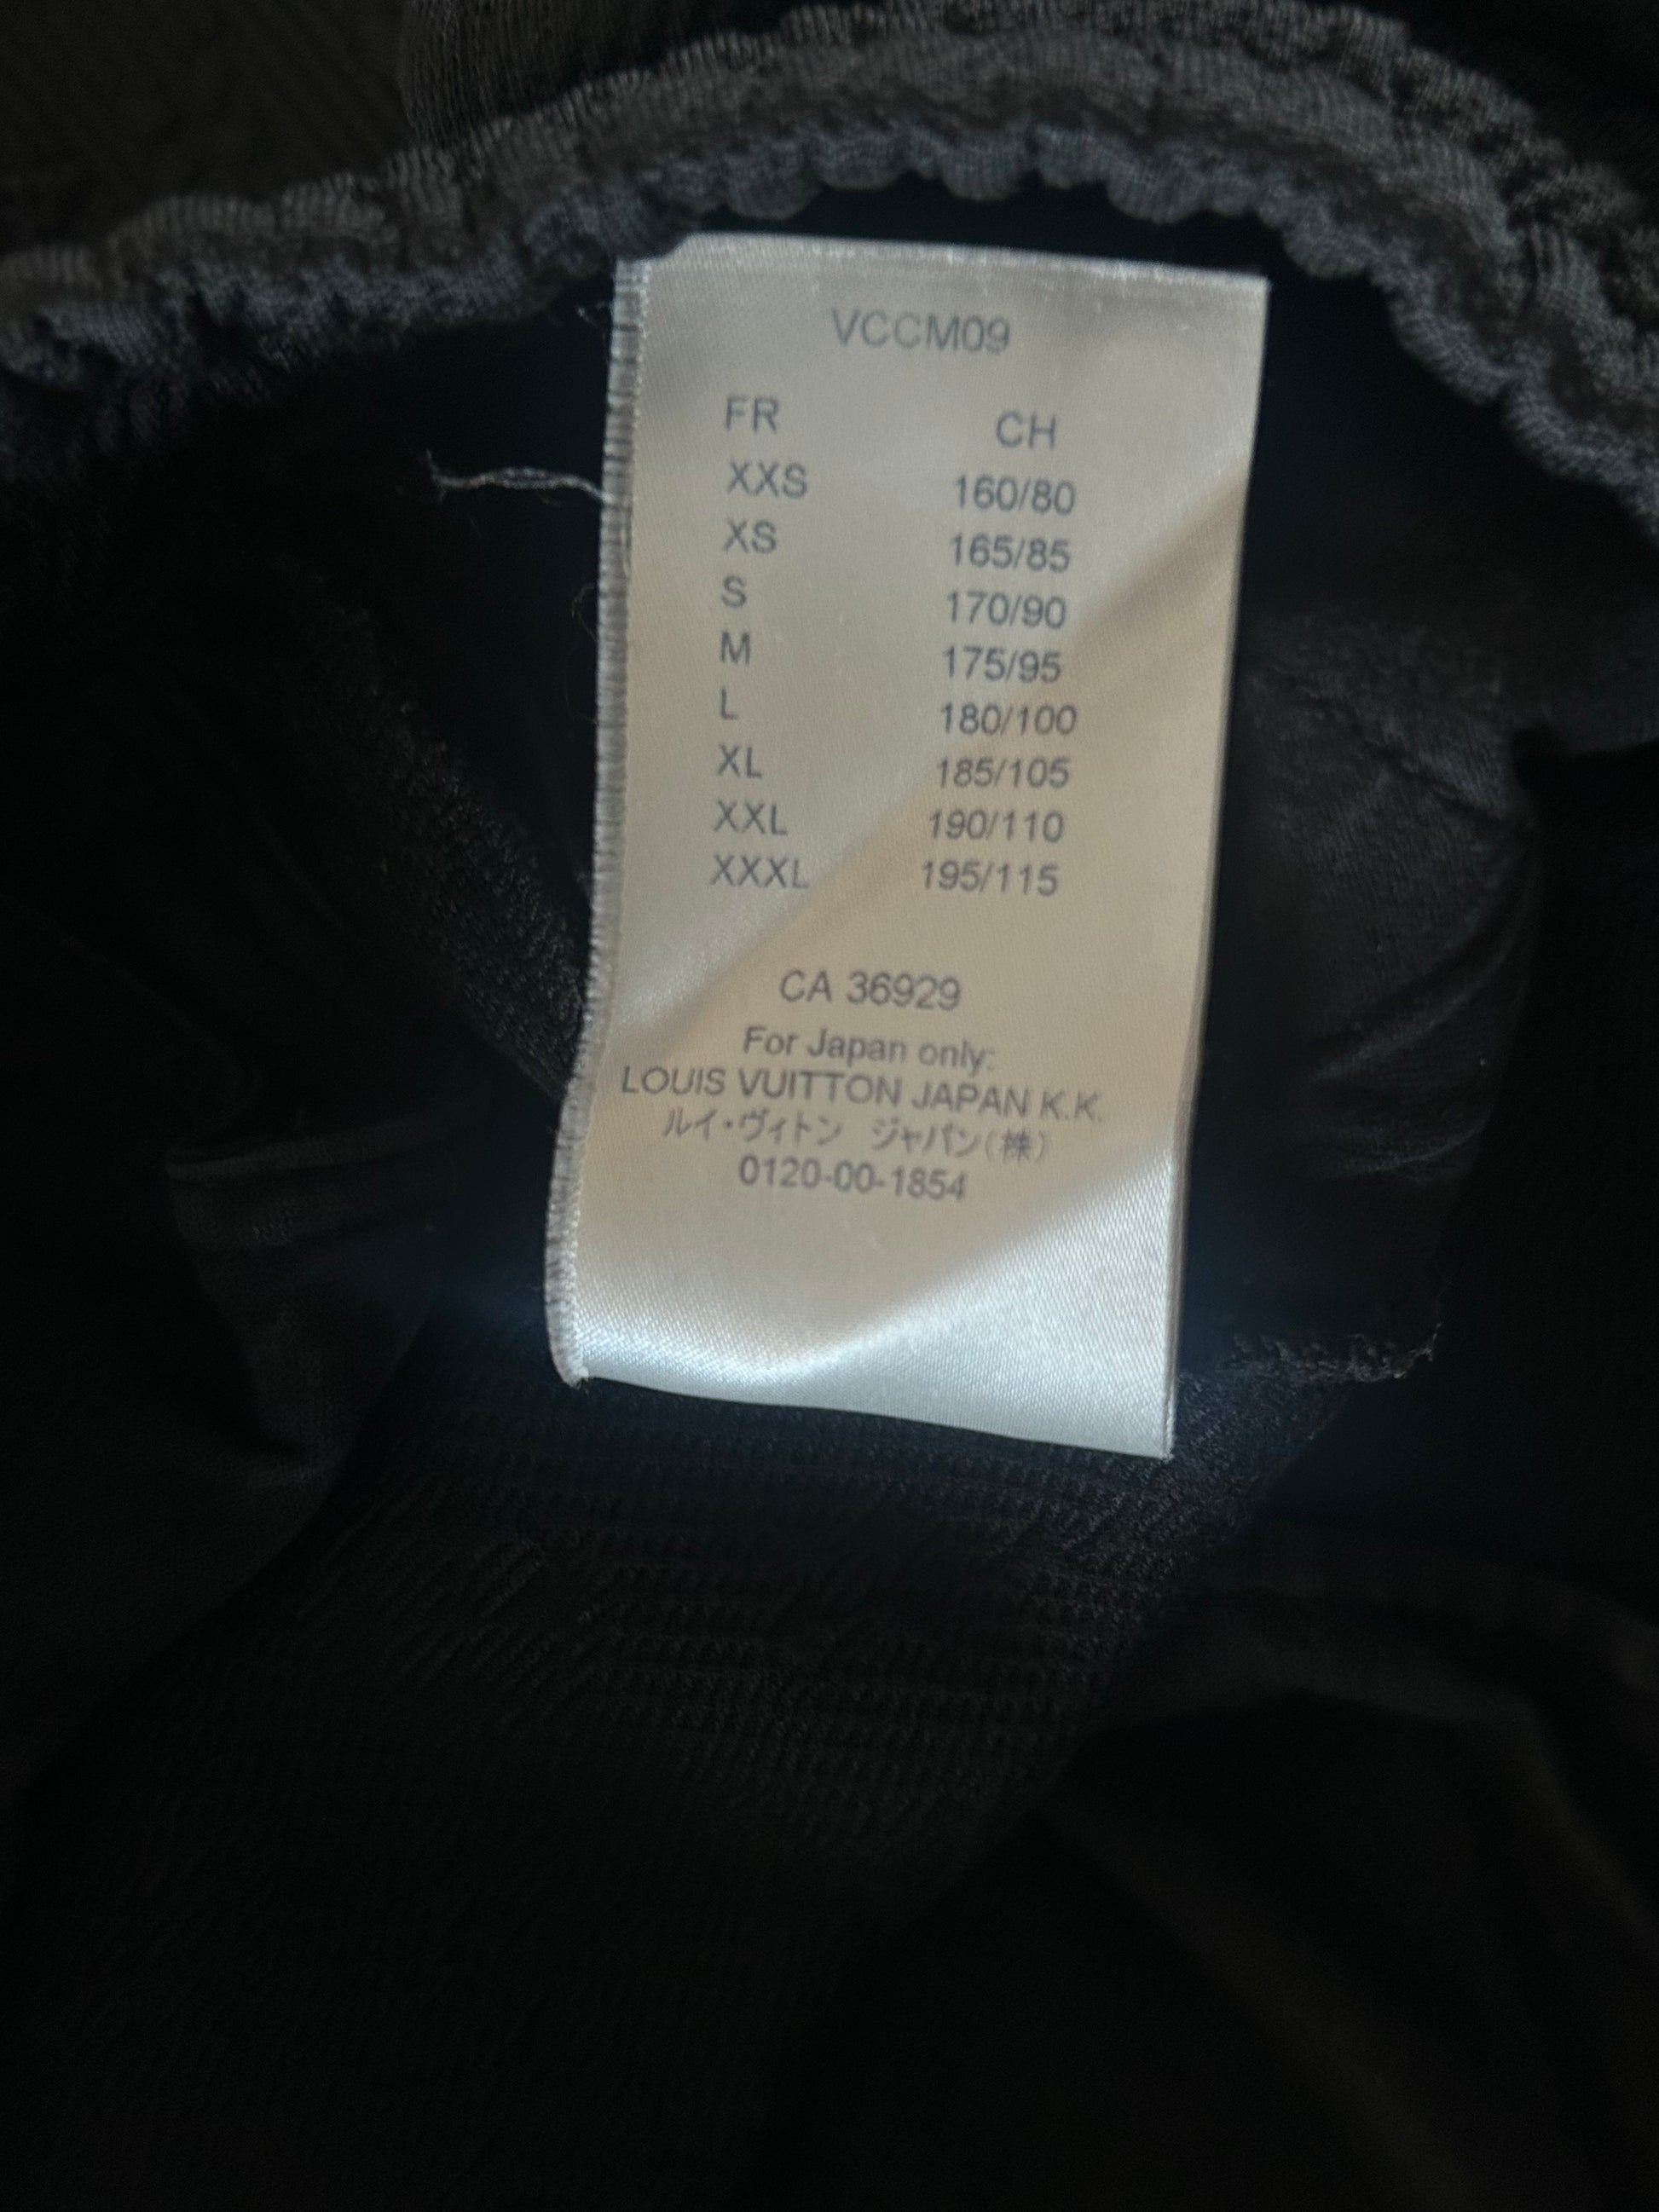 VCCM09
FR CH
XXS 160/80
XS 165/85
S 170/90
M 175/95
L 180/100
XL 185/105
XXL 190/110
XXXL 195/115
CA 36929
For Japan only:
LOUIS VUITTON JAPAN K.K.
ルイ・ヴィトン ジャパン(株)
0120-00-1854